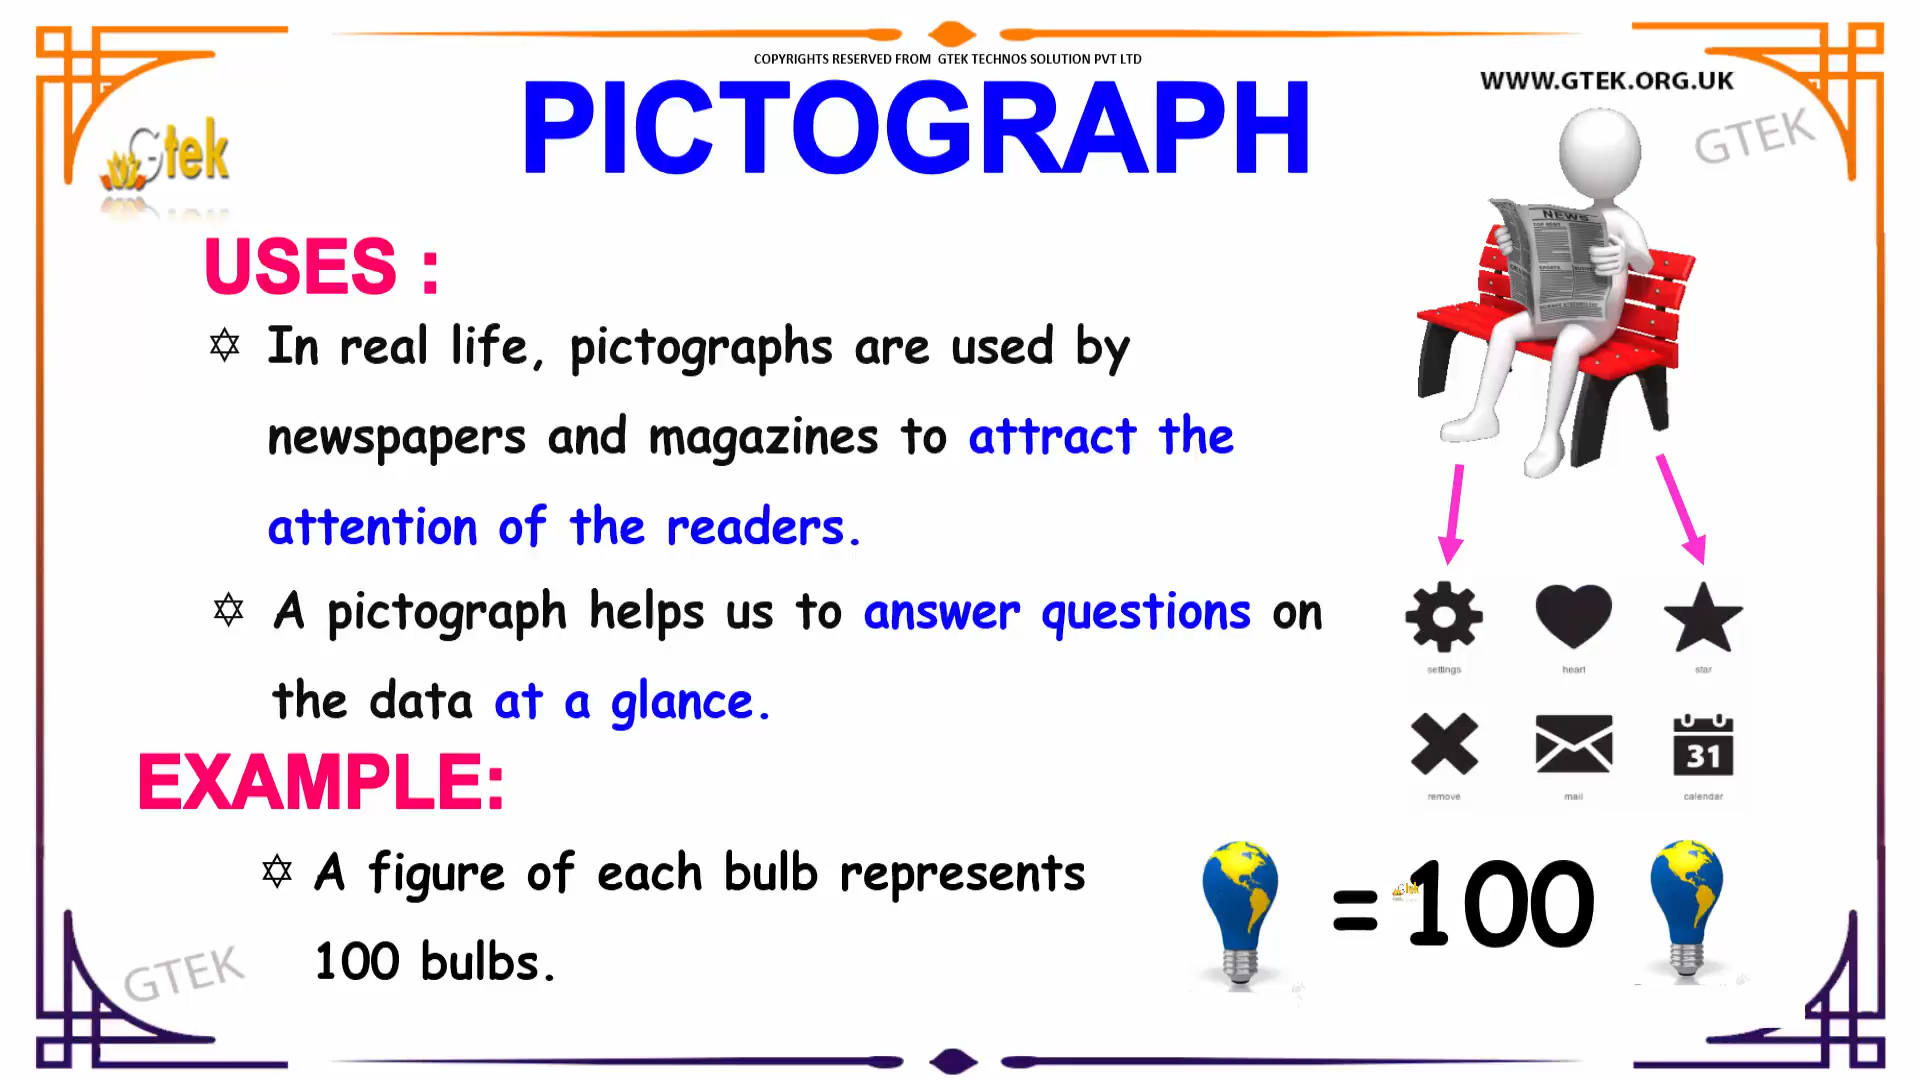 COPYRIGHTS RESERVED FROM GTEK TECHNOS SOLUTION PVT LTD
WWW.GTEK.ORG.UK
PICTOGRAPH
Gtek
GTEK
NEWS
USES :
✡ In real life, pictographs are used by
newspapers and magazines to attract the
attention of the readers.
✡ A pictograph helps us to answer questions on
the data at a glance.
settings heart star
31
remove mail calendar
EXAMPLE:
✡ A figure of each bulb represents
100 bulbs.
=100
Gtek
GTEK